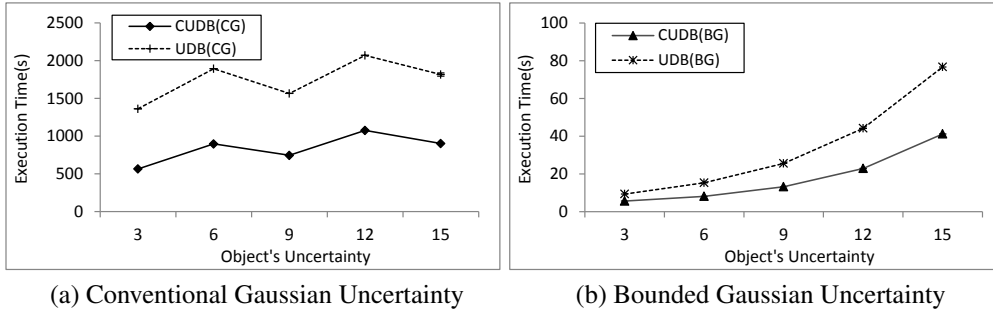 2500
2000
1500
1000
500
0
Execution Time(s)
CUDB(CG)
UDB(CG)
3 6 9 12 15
Object's Uncertainty
(a) Conventional Gaussian Uncertainty
100
80
60
40
20
0
Execution Time(s)
CUDB(BG)
UDB(BG)
3 6 9 12 15
Object's Uncertainty
(b) Bounded Gaussian Uncertainty